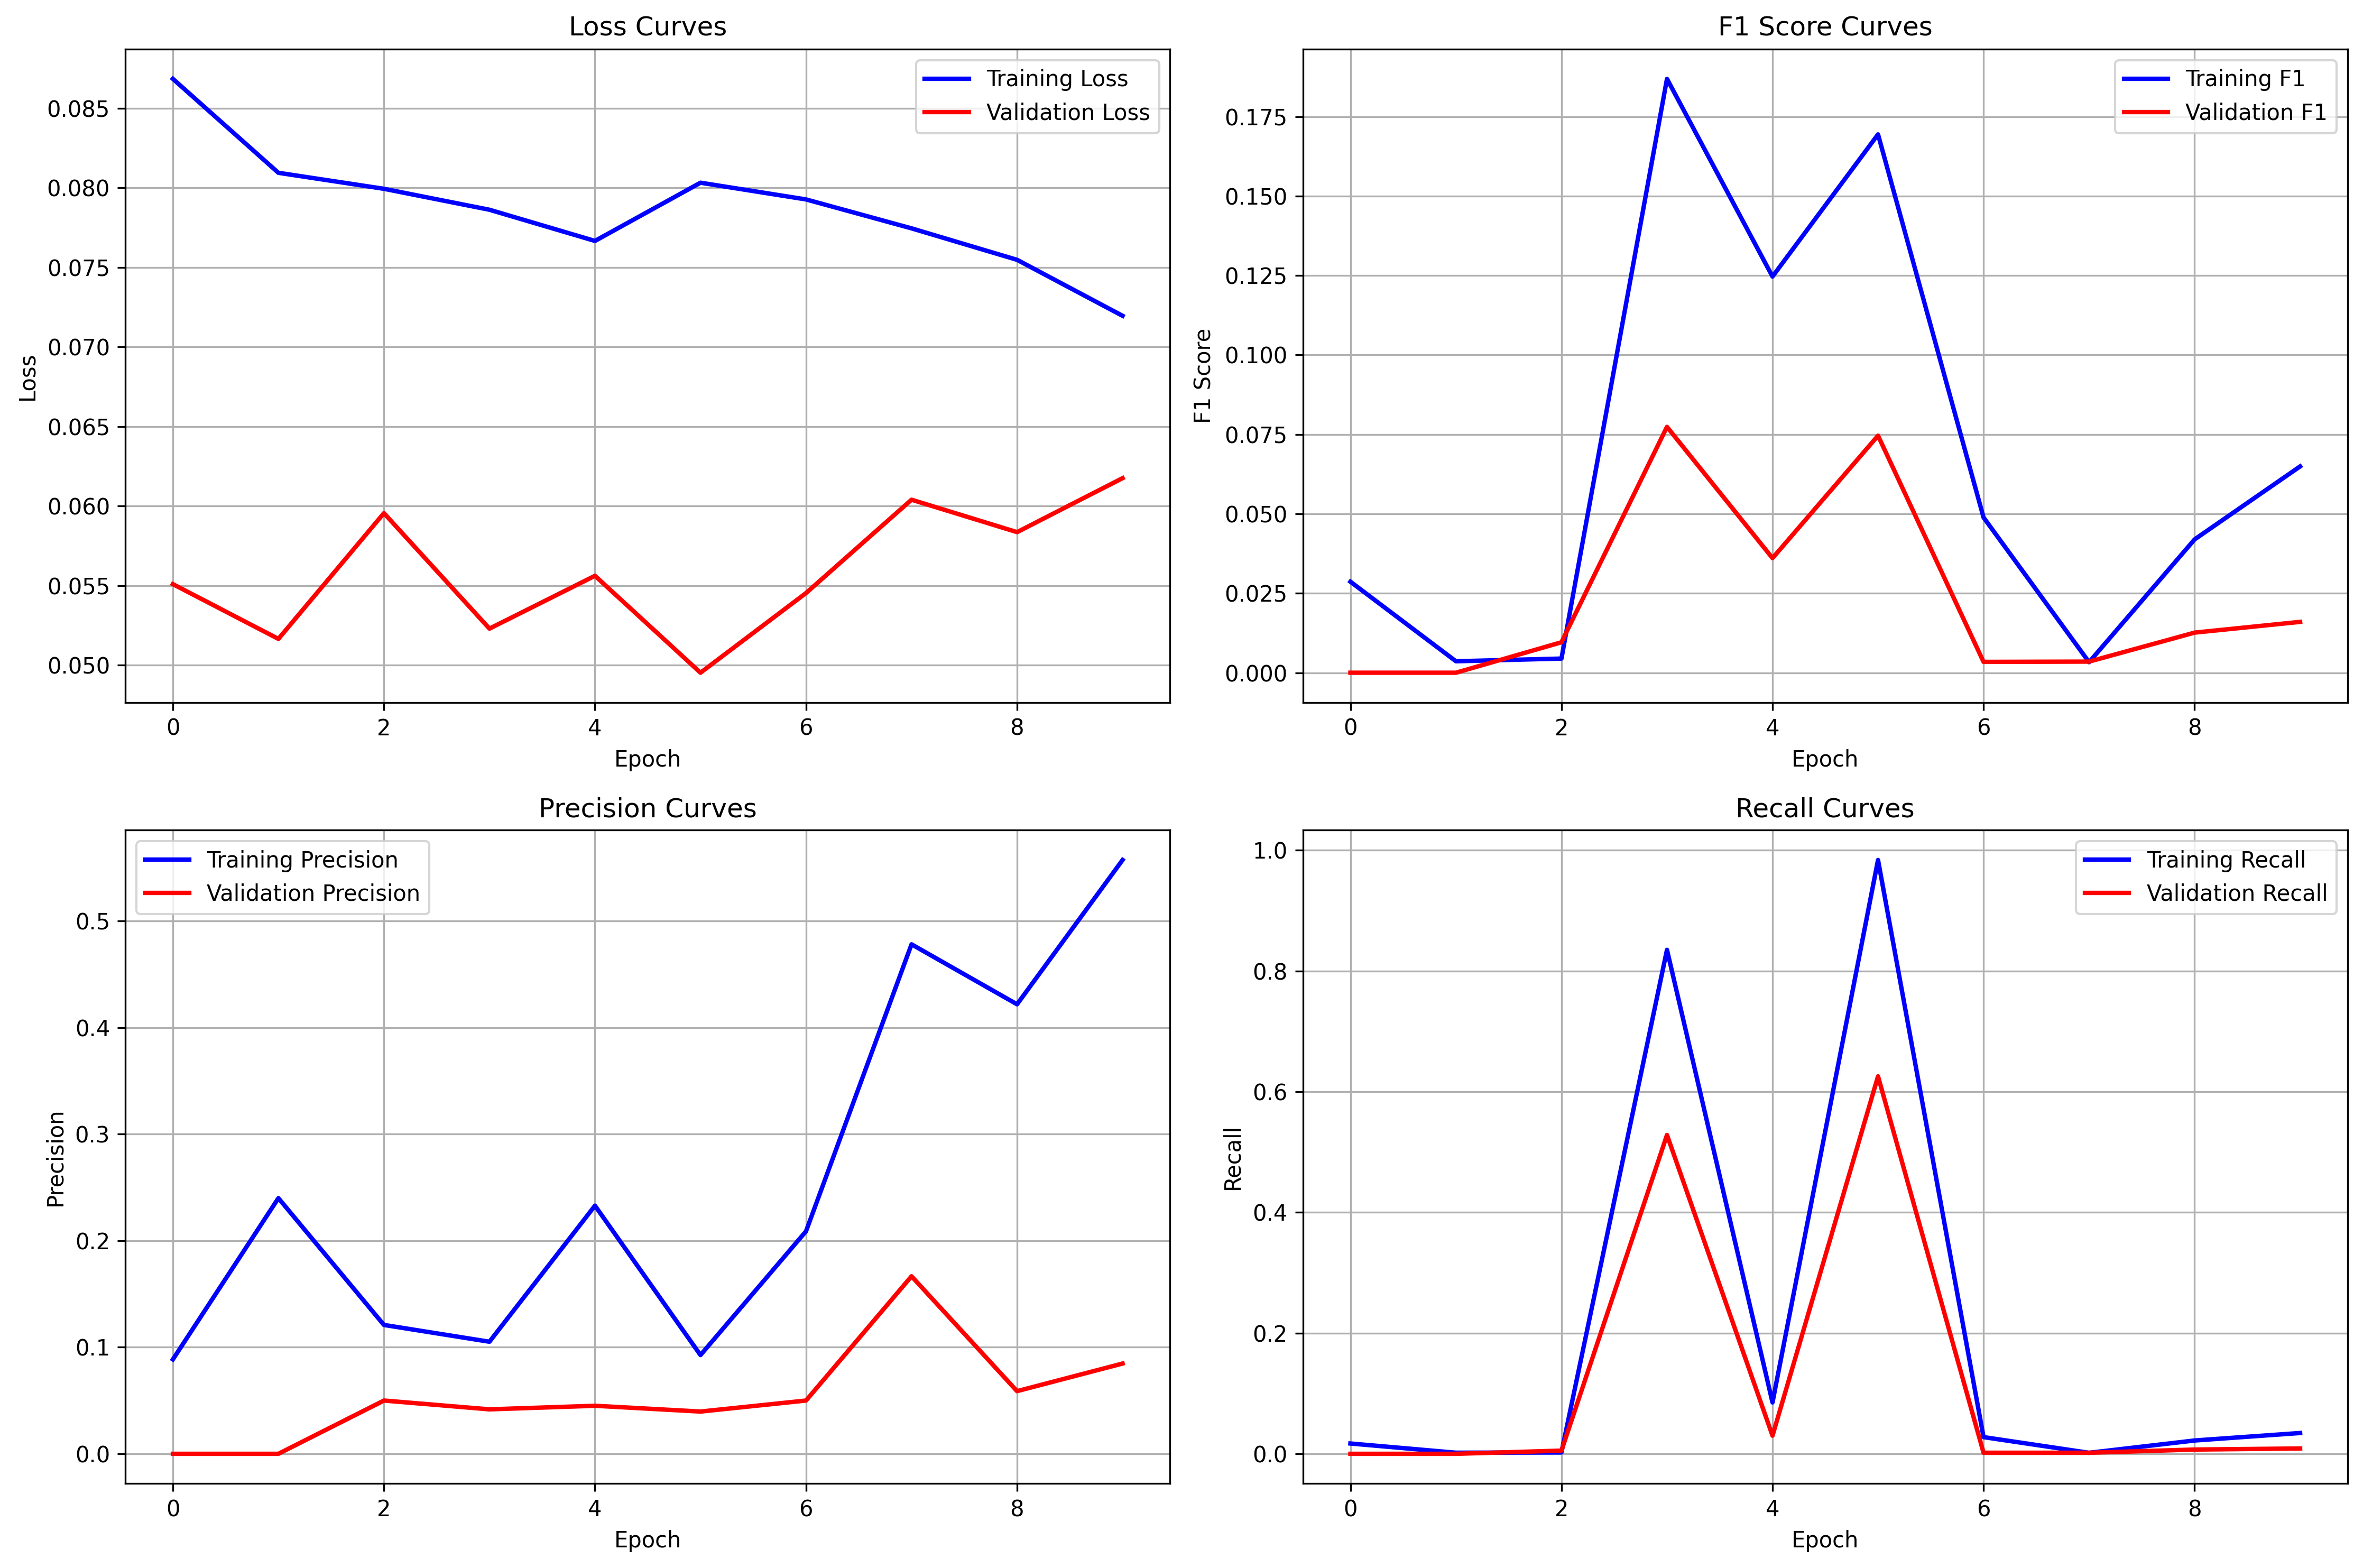 Loss Curves
Training Loss
Validation Loss
0.085
0.080
0.075
0.070
0.065
0.060
0.055
0.050
Loss
0 2 4 6 8
Epoch
F1 Score Curves
Training F1
Validation F1
0.175
0.150
0.125
0.100
0.075
0.050
0.025
0.000
F1 Score
0 2 4 6 8
Epoch
Precision Curves
Training Precision
Validation Precision
0.5
0.4
0.3
0.2
0.1
0.0
Precision
0 2 4 6 8
Epoch
Recall Curves
Training Recall
Validation Recall
1.0
0.8
0.6
0.4
0.2
0.0
Recall
0 2 4 6 8
Epoch